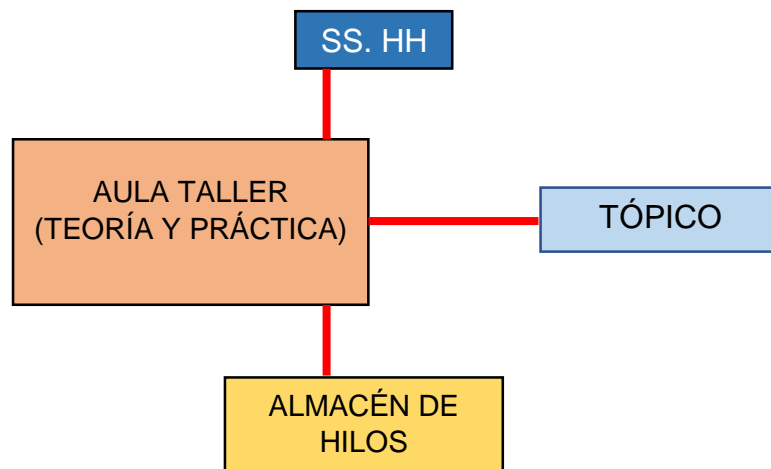 SS. HH
AULA TALLER
(TEORÍA Y PRÁCTICA)
TÓPICO
ALMACÉN DE
HILOS